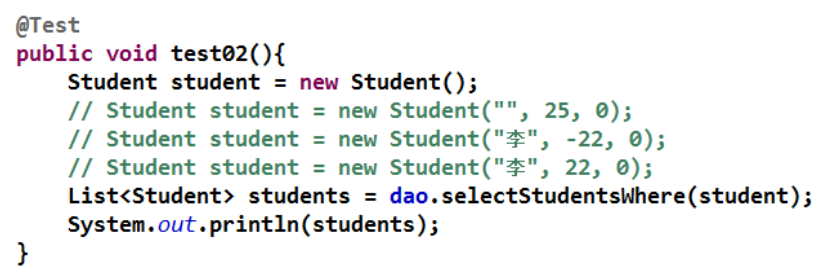 @Test
public void test02(){
    Student student = new Student();
    // Student student = new Student("", 25, 0);
    // Student student = new Student("李", -22, 0);
    // Student student = new Student("李", 22, 0);
    List<Student> students = dao.selectStudentsWhere(student);
    System.out.println(students);
}